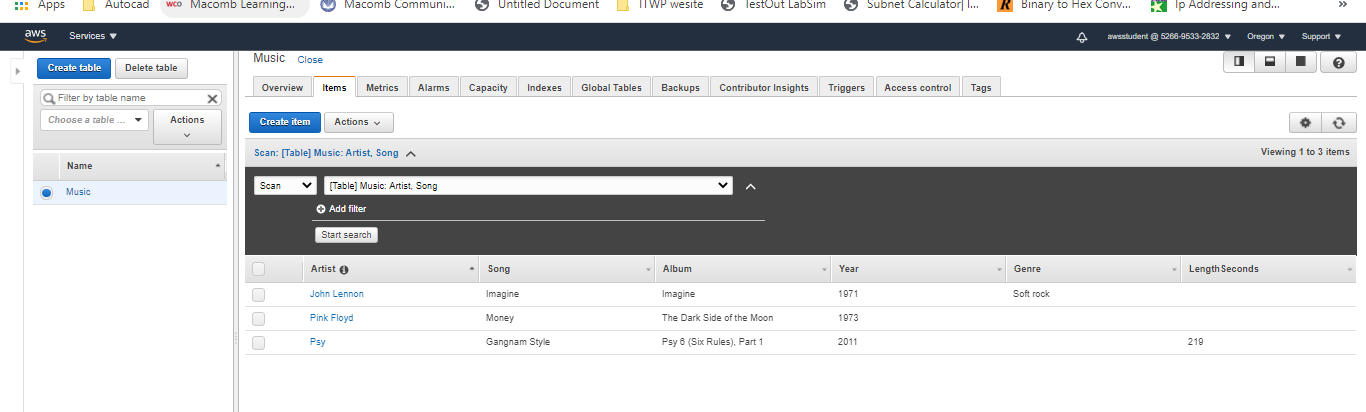 Apps Autocad wco Macomb Learning... Macomb Communi... Untitled Document ITWP wesite TestOut LabSim Subnet Calculator| I... Binary to Hex Conv... Ip Addressing and... »
aws Services awsstudent @ 5266-9533-2832 Oregon Support
Create table Delete table
Filter by table name
Choose a table ... Actions
Name
Music
Music Close
Overview Items Metrics Alarms Capacity Indexes Global Tables Backups Contributor Insights Triggers Access control Tags
Create item Actions
Scan: [Table] Music: Artist, Song Viewing 1 to 3 items
Scan [Table] Music: Artist, Song
Add filter
Start search
Artist Song Album Year Genre LengthSeconds
John Lennon Imagine Imagine 1971 Soft rock
Pink Floyd Money The Dark Side of the Moon 1973
Psy Gangnam Style Psy 6 (Six Rules), Part 1 2011 219